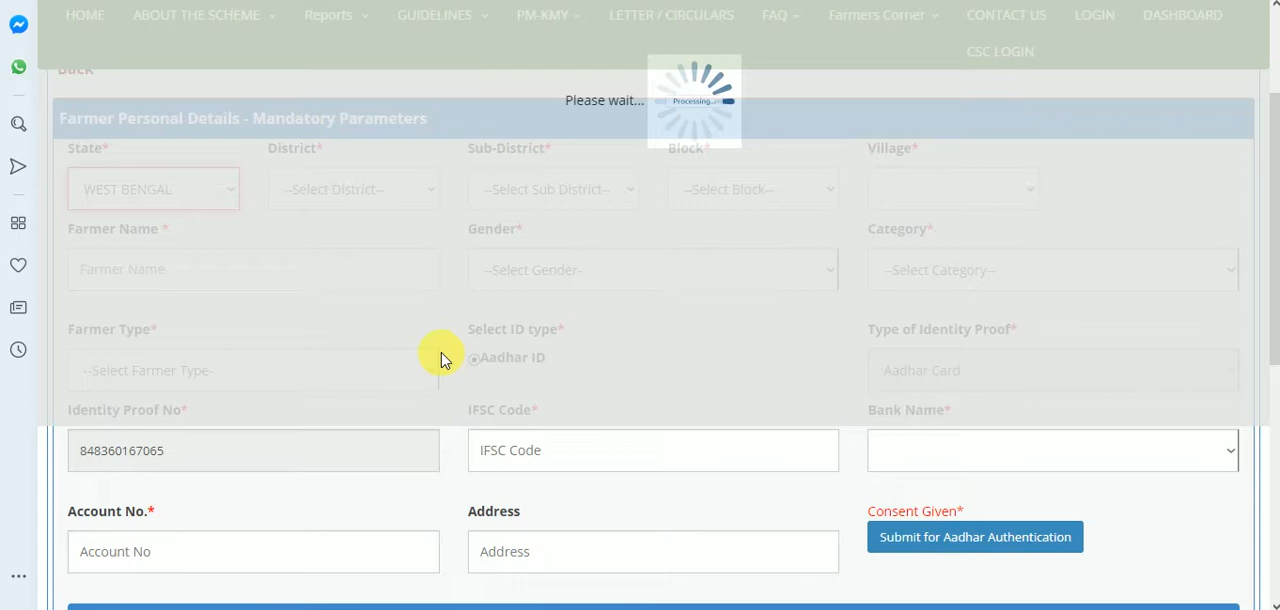 HOME ABOUT THE SCHEME Reports GUIDELINES PM-KMY LETTER / CIRCULARS FAQ Farmers Corner CONTACT US LOGIN DASHBOARD
CSC LOGIN
Back
Please wait... Processing...
Farmer Personal Details - Mandatory Parameters
State* District* Sub-District* Block* Village*
WEST BENGAL --Select District-- --Select Sub District-- --Select Block--
Farmer Name * Gender* Category*
Farmer Name --Select Gender- --Select Category--
Farmer Type* Select ID type* Type of Identity Proof*
--Select Farmer Type- Aadhar ID Aadhar Card
Identity Proof No* IFSC Code* Bank Name*
848360167065 IFSC Code
Account No.* Address Consent Given*
Account No Address Submit for Aadhar Authentication